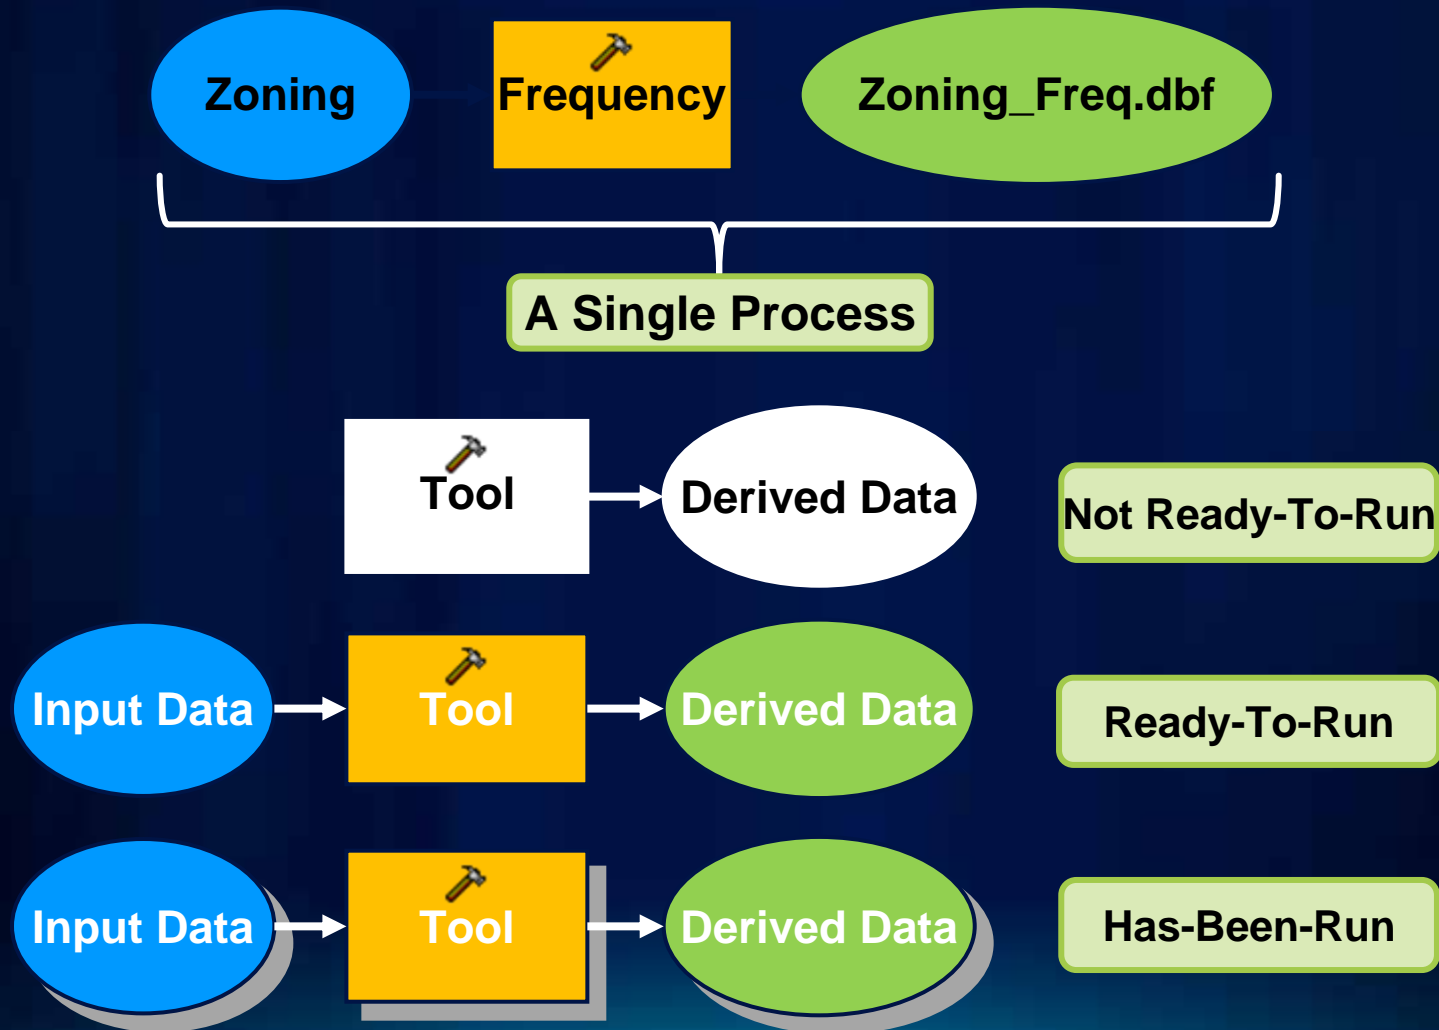 Zoning
Frequency
Zoning_Freq.dbf
A Single Process
Tool
Derived Data
Not Ready-To-Run
Input Data
Tool
Derived Data
Ready-To-Run
Input Data
Tool
Derived Data
Has-Been-Run